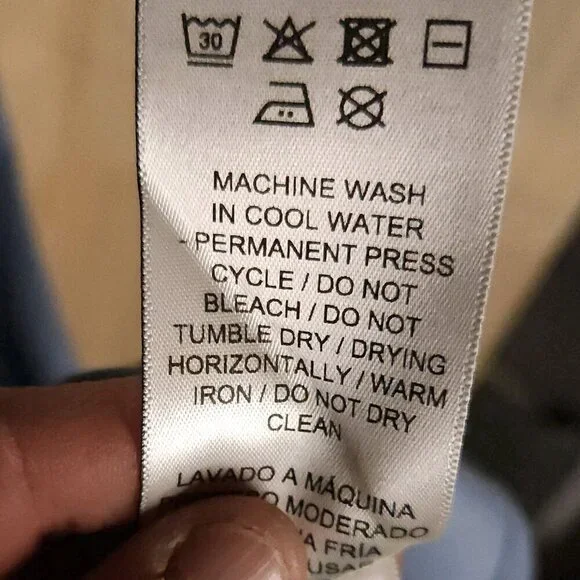 30
MACHINE WASH
IN COOL WATER
- PERMANENT PRESS
CYCLE / DO NOT
BLEACH / DO NOT
TUMBLE DRY / DRYING
HORIZONTALLY / WARM
IRON / DO NOT DRY
CLEAN
LAVADO A MÁQUINA
MODERADO
FRÍA